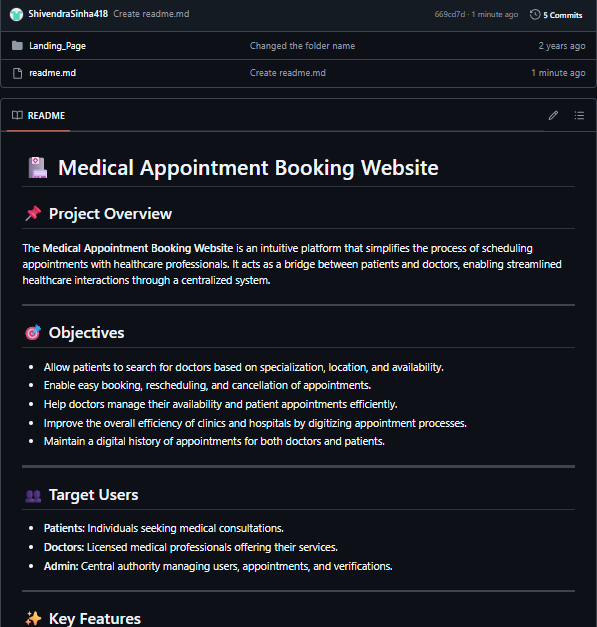 ShivendraSinha418 Create readme.md 669cd7d · 1 minute ago 5 Commits
Landing_Page Changed the folder name 2 years ago
readme.md Create readme.md 1 minute ago
README
Medical Appointment Booking Website
Project Overview
The Medical Appointment Booking Website is an intuitive platform that simplifies the process of scheduling
appointments with healthcare professionals. It acts as a bridge between patients and doctors, enabling streamlined
healthcare interactions through a centralized system.
Objectives
• Allow patients to search for doctors based on specialization, location, and availability.
• Enable easy booking, rescheduling, and cancellation of appointments.
• Help doctors manage their availability and patient appointments efficiently.
• Improve the overall efficiency of clinics and hospitals by digitizing appointment processes.
• Maintain a digital history of appointments for both doctors and patients.
Target Users
• Patients: Individuals seeking medical consultations.
• Doctors: Licensed medical professionals offering their services.
• Admin: Central authority managing users, appointments, and verifications.
Key Features